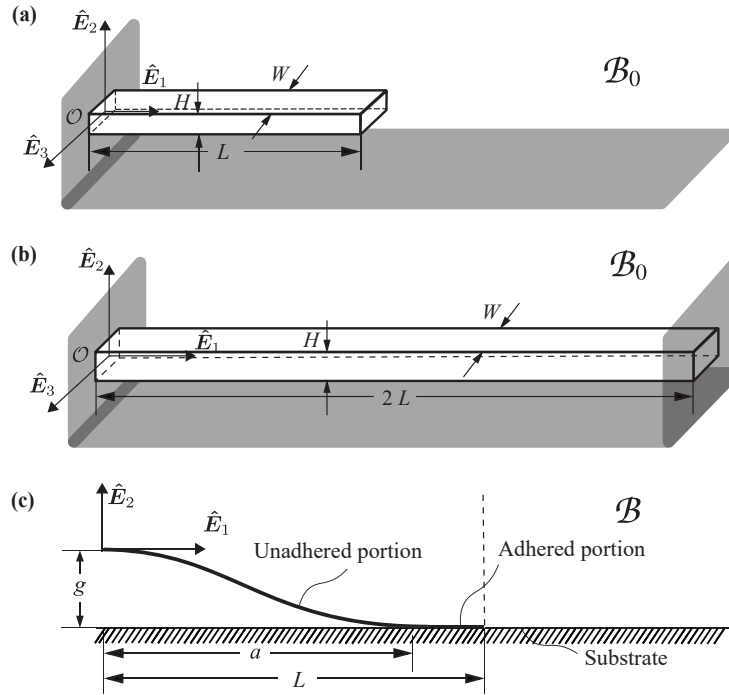 (a)
Ê₂
Ê₁
W
ℬ₀
H
𝒪
Ê₃
L
(b)
Ê₂
ℬ₀
W
H
Ê₁
𝒪
Ê₃
2 L
(c)
Ê₂
ℬ
Ê₁
Unadhered portion
Adhered portion
g
Substrate
a
L